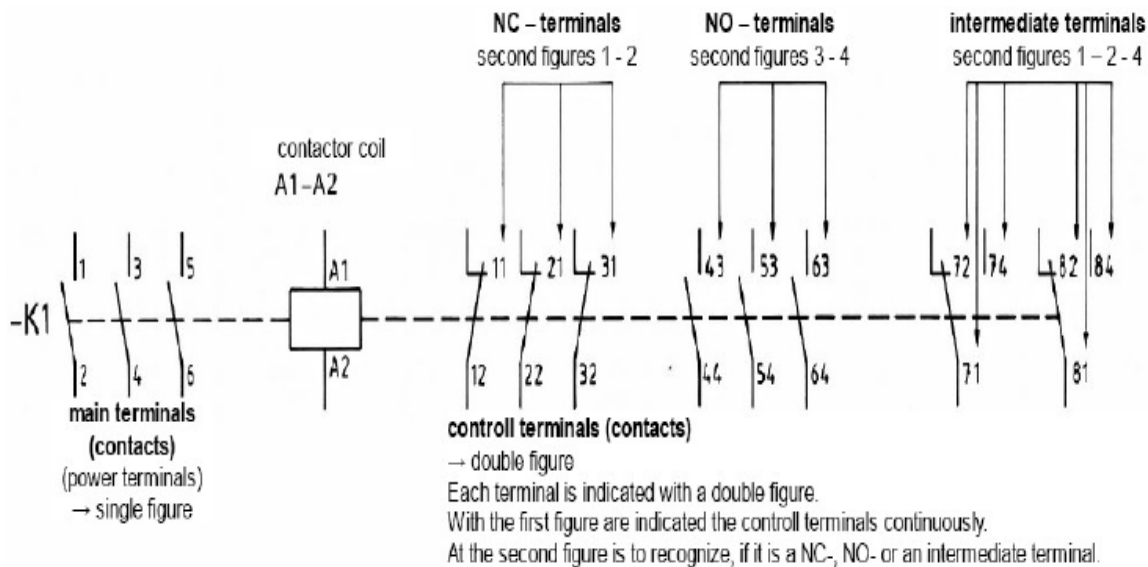 NC – terminals
second figures 1 - 2
NO – terminals
second figures 3 - 4
intermediate terminals
second figures 1 – 2 - 4
contactor coil
A1–A2
1 3 5
A1
11 21 31
43 53 63
72 74 82 84
-K1
2 4 6
A2
12 22 32
44 54 64
71 81
main terminals
(contacts)
(power terminals)
→ single figure
controll terminals (contacts)
→ double figure
Each terminal is indicated with a double figure.
With the first figure are indicated the controll terminals continuously.
At the second figure is to recognize, if it is a NC-, NO- or an intermediate terminal.